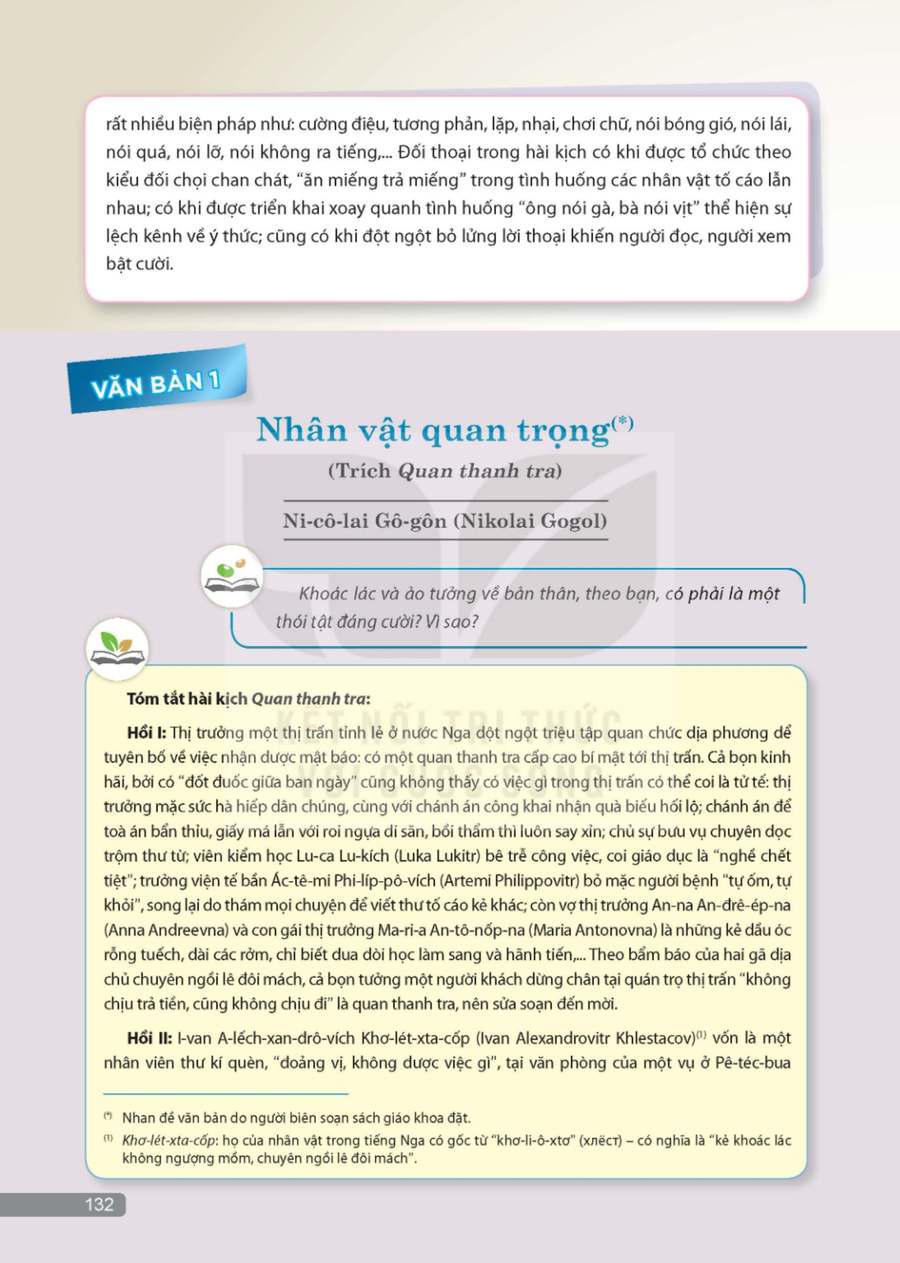 rất nhiều biện pháp như: cường điệu, tương phản, lặp, nhại, chơi chữ, nói bóng gió, nói lái,
nói quá, nói lỡ, nói không ra tiếng,... Đối thoại trong hài kịch có khi được tổ chức theo
kiểu đối chọi chan chát, “ăn miếng trả miếng” trong tình huống các nhân vật tố cáo lẫn
nhau; có khi được triển khai xoay quanh tình huống “ông nói gà, bà nói vịt” thể hiện sự
lệch kênh về ý thức; cũng có khi đột ngột bỏ lửng lời thoại khiến người đọc, người xem
bật cười.
VĂN BẢN 1
Nhân vật quan trọng(*)
(Trích Quan thanh tra)
Ni-cô-lai Gô-gôn (Nikolai Gogol)
Khoác lác và ảo tưởng về bản thân, theo bạn, có phải là một
thói tật đáng cười? Vì sao?
Tóm tắt hài kịch Quan thanh tra:
Hồi I: Thị trưởng một thị trấn tỉnh lẻ ở nước Nga đột ngột triệu tập quan chức địa phương để
tuyên bố về việc nhận được mật báo: có một quan thanh tra cấp cao bí mật tới thị trấn. Cả bọn kinh
hãi, bởi có “đốt đuốc giữa ban ngày” cũng không thấy có việc gì trong thị trấn có thể coi là tử tế: thị
trưởng mặc sức hà hiếp dân chúng, cùng với chánh án công khai nhận quà biếu hối lộ; chánh án để
toà án bẩn thỉu, giấy má lẫn với roi ngựa đi săn, bồi thẩm thì luôn say xỉn; chủ sự bưu vụ chuyên đọc
trộm thư từ; viên kiểm học Lu-ca Lu-kích (Luka Lukitr) bê trễ công việc, coi giáo dục là “nghề chết
tiệt”; trưởng viện tế bần Ác-tê-mi Phi-líp-pô-vích (Artemi Philippovitr) bỏ mặc người bệnh “tự ốm, tự
khỏi”, song lại do thám mọi chuyện để viết thư tố cáo kẻ khác; còn vợ thị trưởng An-na An-đrê-ép-na
(Anna Andreevna) và con gái thị trưởng Ma-ri-a An-tô-nốp-na (Maria Antonovna) là những kẻ đầu óc
rỗng tuếch, đài các rởm, chỉ biết đua đòi học làm sang và hãnh tiến,... Theo bẩm báo của hai gã địa
chủ chuyên ngồi lê đôi mách, cả bọn tưởng một người khách dừng chân tại quán trọ thị trấn “không
chịu trả tiền, cũng không chịu đi” là quan thanh tra, nên sửa soạn đến mời.
Hồi II: I-van A-lếch-xan-đrô-vích Khơ-lét-xta-cốp (Ivan Alexandrovitr Khlestacov)(1) vốn là một
nhân viên thư kí quèn, “đoảng vị, không được việc gì”, tại văn phòng của một vụ ở Pê-téc-bua
(*) Nhan đề văn bản do người biên soạn sách giáo khoa đặt.
(1) Khơ-lét-xta-cốp: họ của nhân vật trong tiếng Nga có gốc từ “khơ-li-ô-xtơ” (хлёст) – có nghĩa là “kẻ khoác lác
không ngượng mồm, chuyên ngồi lê đôi mách”.
KẾT NỐI TRI THỨC
VỚI CUỘC SỐNG
132